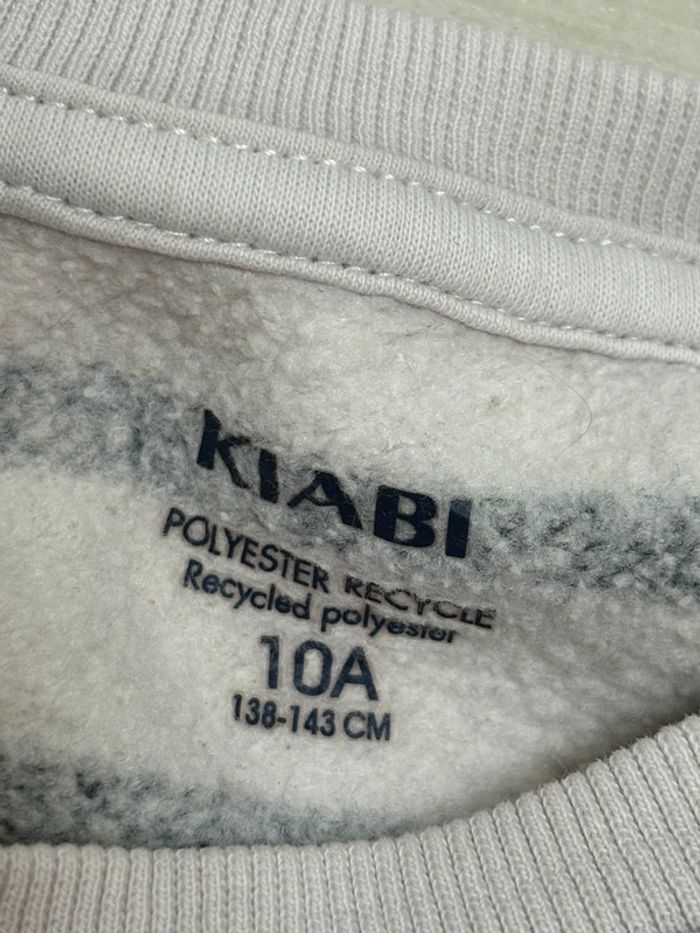 KIABI
POLYESTER RECYCLE
Recycled polyester
10A
138-143 CM